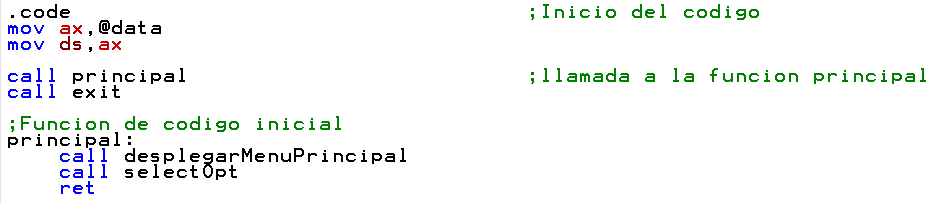 .code ;Inicio del codigo
mov ax,@data
mov ds,ax
call principal ;llamada a la funcion principal
call exit
;Funcion de codigo inicial
principal:
call desplegarMenuPrincipal
call selectOpt
ret